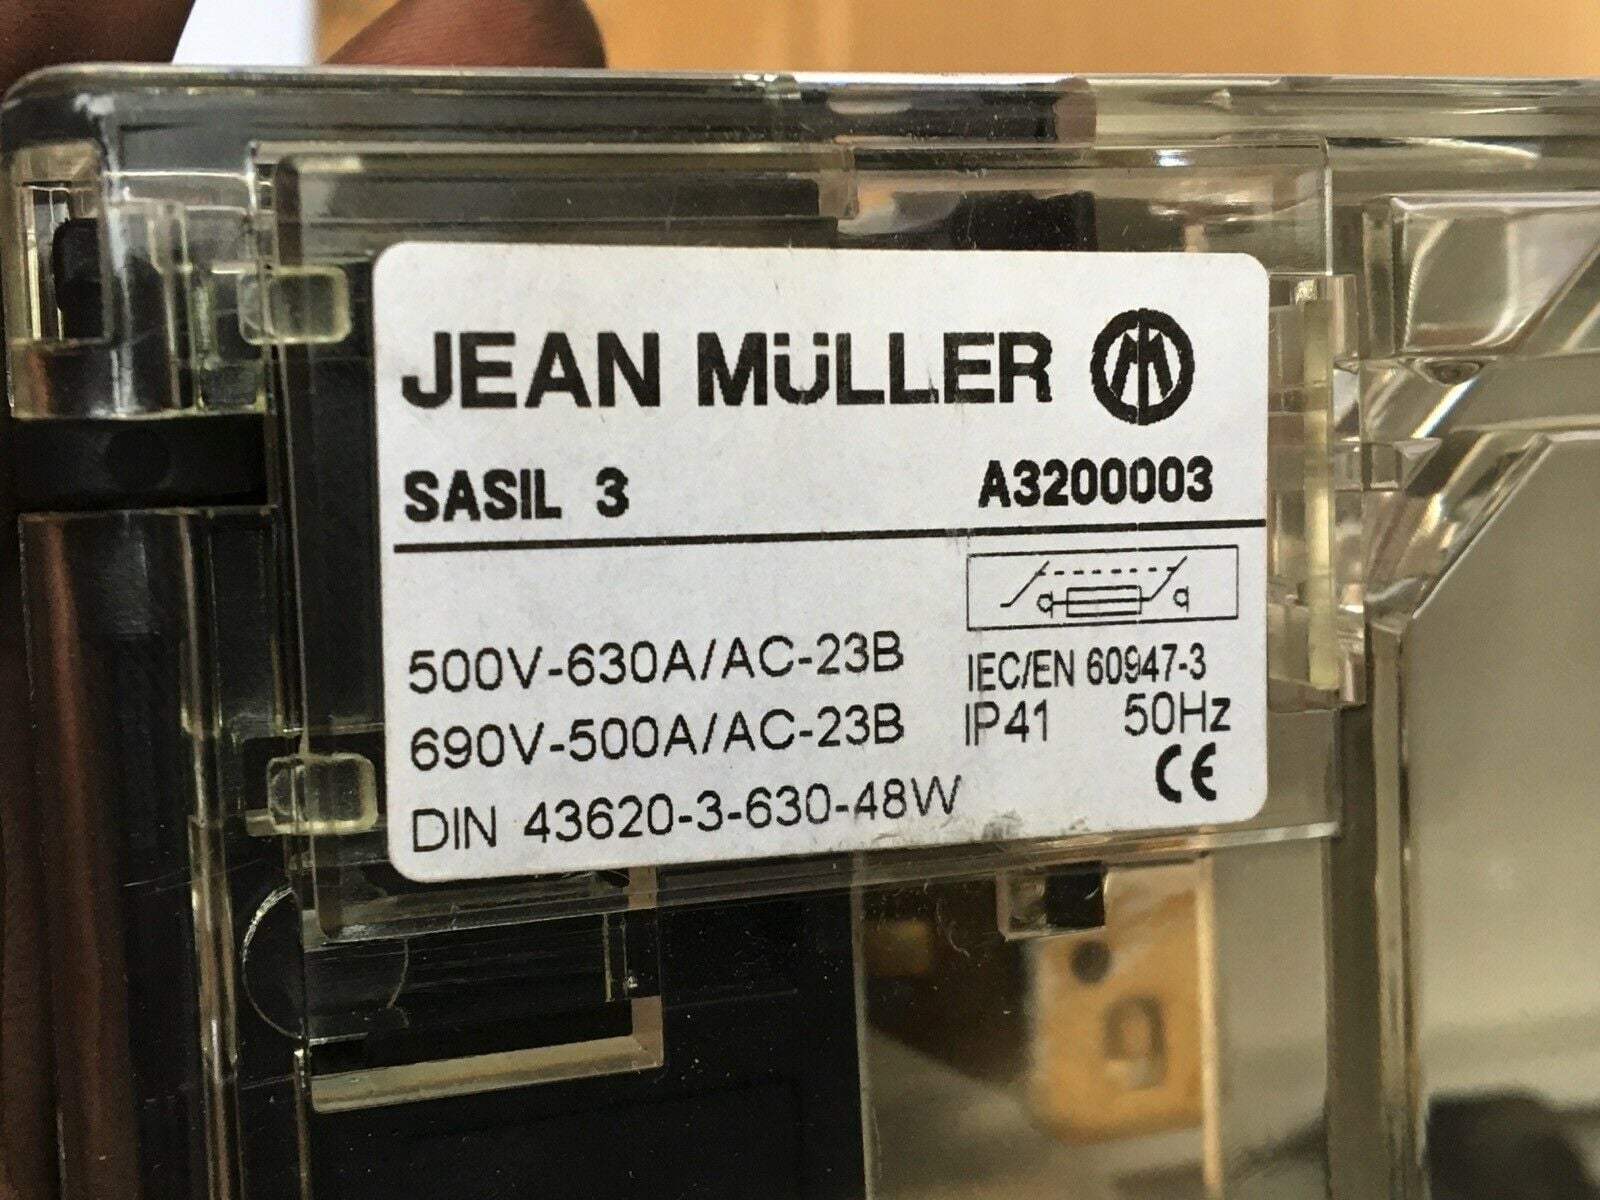 JEAN MÜLLER
SASIL 3 A3200003
500V-630A/AC-23B IEC/EN 60947-3
690V-500A/AC-23B IP41 50Hz
DIN 43620-3-630-48W CE